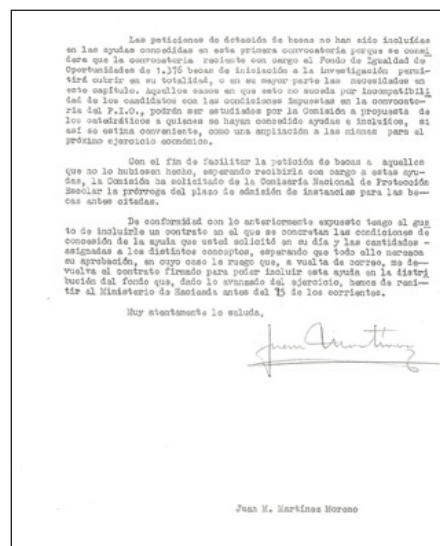 Las peticiones de dotación de becas no han sido incluídas
en las ayudas concedidas en esta primera convocatoria porque se consi
dera que la convocatoria reciente con cargo al Fondo de Igualdad de
Oportunidades de 1.376 becas de iniciación a la investigación permi-
tirá cubrir en su totalidad, o en su mayor parte las necesidades en
este capítulo. Aquellos casos en que esto no suceda por incompatibili
dad de los candidatos con las condiciones impuestas en la convocato-
ria del P.I.O., podrán ser estudiados por la Comisión a propuesta de
los catedráticos a quienes se hayan concedido ayudas e incluídos, si
así se estima conveniente, como una ampliación a las mismas para el
próximo ejercicio económico.
Con el fin de facilitar la petición de becas a aquellos
que no lo hubiesen hecho, esperando recibirla con cargo a estas ayu-
das, la Comisión ha solicitado de la Comisaría Nacional de Protección
Escolar la prórroga del plazo de admisión de instancias para las be-
cas antes citadas.
De conformidad con lo anteriormente expuesto tengo el gus
to de incluirle un contrato en el que se concretan las condiciones de
concesión de la ayuda que usted solicitó en su día y las cantidades -
asignadas a los distintos conceptos, esperando que todo ello merezca
su aprobación, en cuyo caso le ruego que, a vuelta de correo, me de-
vuelva el contrato firmado para poder incluir esta ayuda en la distri
bución del fondo que, dado lo avanzado del ejercicio, hemos de remi-
tir al Ministerio de Hacienda antes del 15 de los corrientes.
Muy atentamente le saluda,
Juan Martínez
Juan M. Martínez Moreno